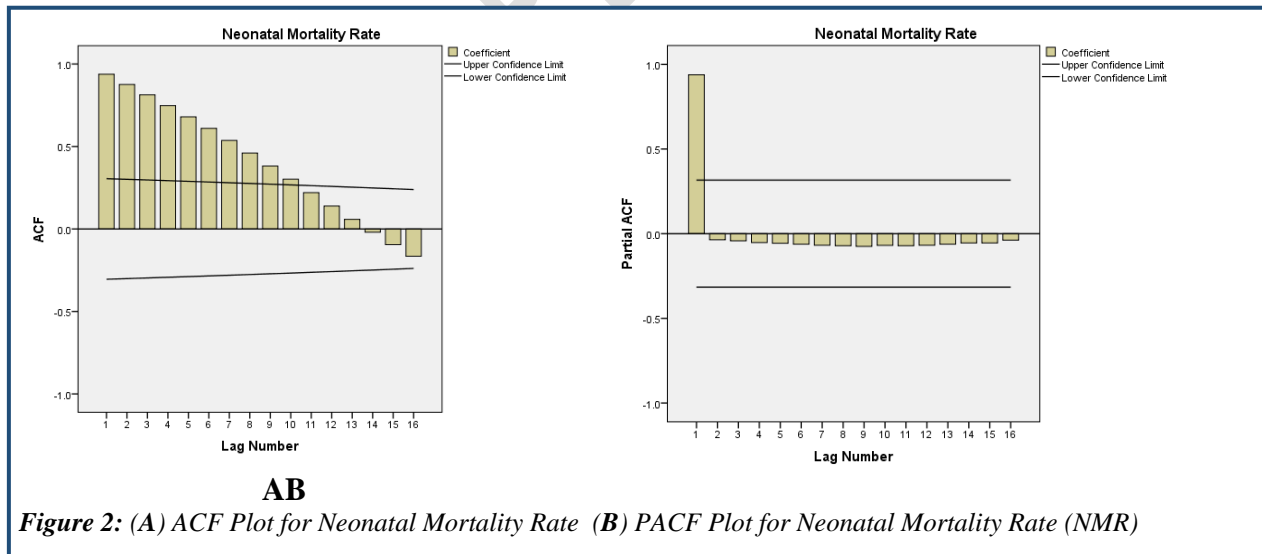 Neonatal Mortality Rate
Coefficient
Upper Confidence Limit
Lower Confidence Limit
1.0
0.5
0.0
-0.5
-1.0
ACF
1 2 3 4 5 6 7 8 9 10 11 12 13 14 15 16
Lag Number
Neonatal Mortality Rate
Coefficient
Upper Confidence Limit
Lower Confidence Limit
1.0
0.5
0.0
-0.5
-1.0
Partial ACF
1 2 3 4 5 6 7 8 9 10 11 12 13 14 15 16
Lag Number
AB
Figure 2: (A) ACF Plot for Neonatal Mortality Rate (B) PACF Plot for Neonatal Mortality Rate (NMR)